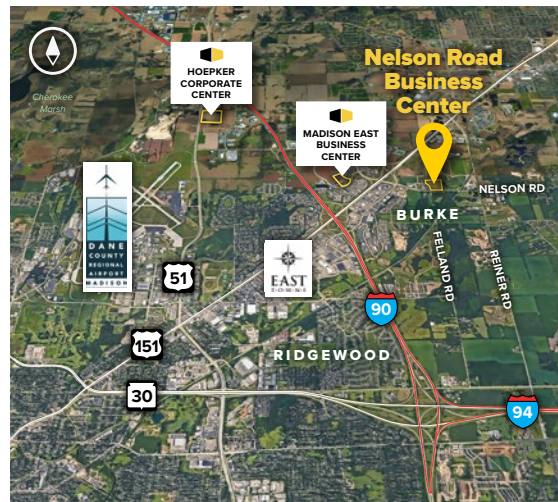 Cherokee
Marsh
HOEPKER
CORPORATE
CENTER
Nelson Road
Business
Center
MADISON EAST
BUSINESS
CENTER
NELSON RD
BURKE
DANE
COUNTY
REGIONAL
AIRPORT
MADISON
51
EAST
TOWNE
FELLAND RD
REINER RD
90
151
RIDGEWOOD
30
94